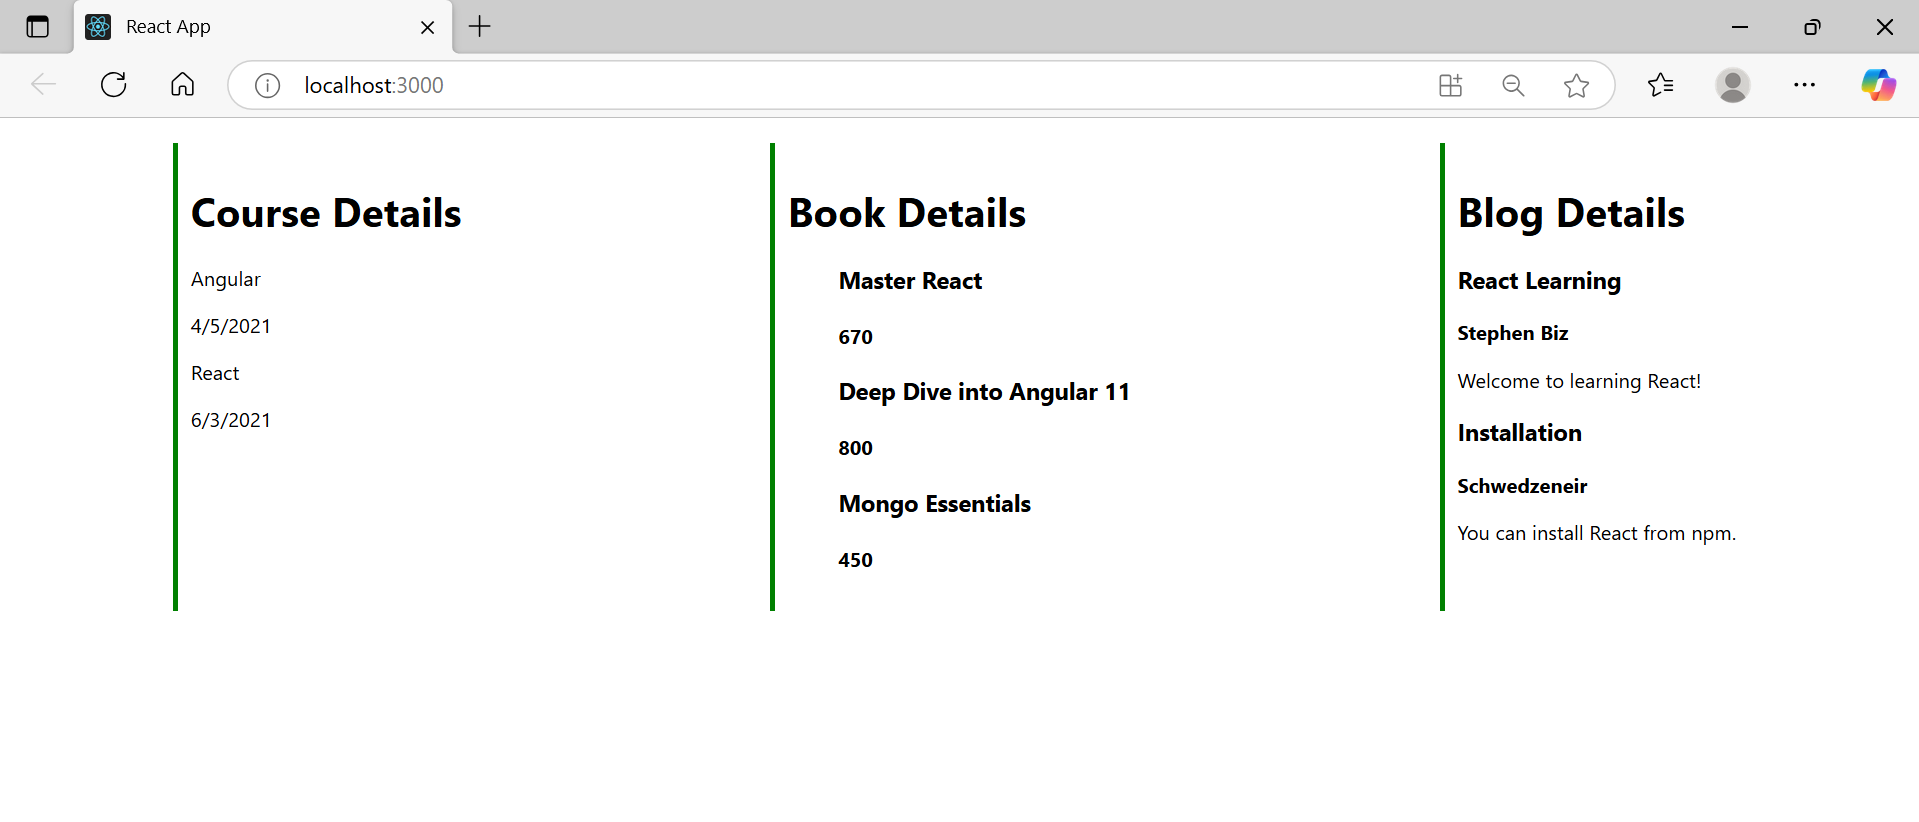 React App
localhost:3000
Course Details
Angular
4/5/2021
React
6/3/2021
Book Details
Master React
670
Deep Dive into Angular 11
800
Mongo Essentials
450
Blog Details
React Learning
Stephen Biz
Welcome to learning React!
Installation
Schwedzeneir
You can install React from npm.